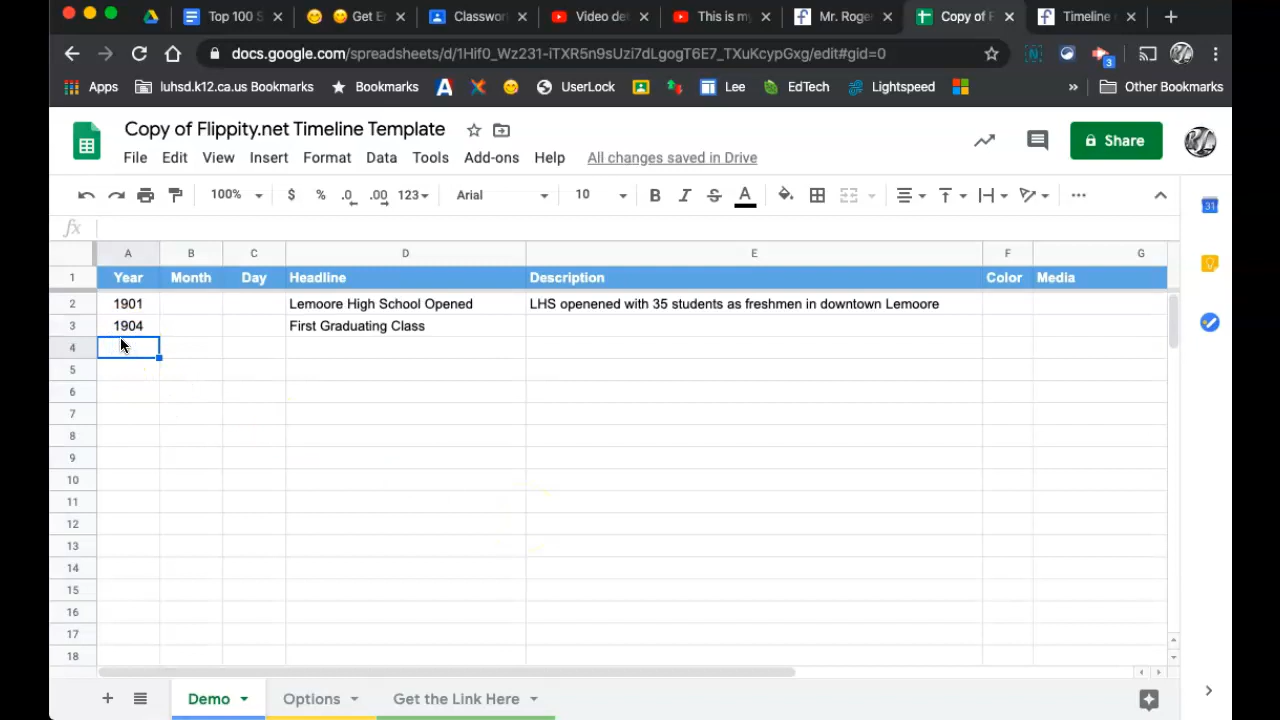 Top 100 S
Get E
Classwor
Video de
This is m
Mr. Roge
Copy of F
Timeline
docs.google.com/spreadsheets/d/1Hif0_Wz231-iTXR5n9sUzi7dLgogT6E7_TXuKcypGxg/edit#gid=0
3
Apps
luhsd.k12.ca.us Bookmarks
Bookmarks
UserLock
Lee
EdTech
Lightspeed
»
Other Bookmarks
Copy of Flippity.net Timeline Template
Share
File Edit View Insert Format Data Tools Add-ons Help All changes saved in Drive
100% $ % .0 .00 123 Arial 10 B I S A
31
fx
A B C D E F G
1 Year Month Day Headline Description Color Media
2 1901 Lemoore High School Opened LHS openened with 35 students as freshmen in downtown Lemoore
3 1904 First Graduating Class
4
5
6
7
8
9
10
11
12
13
14
15
16
17
18
Demo Options Get the Link Here